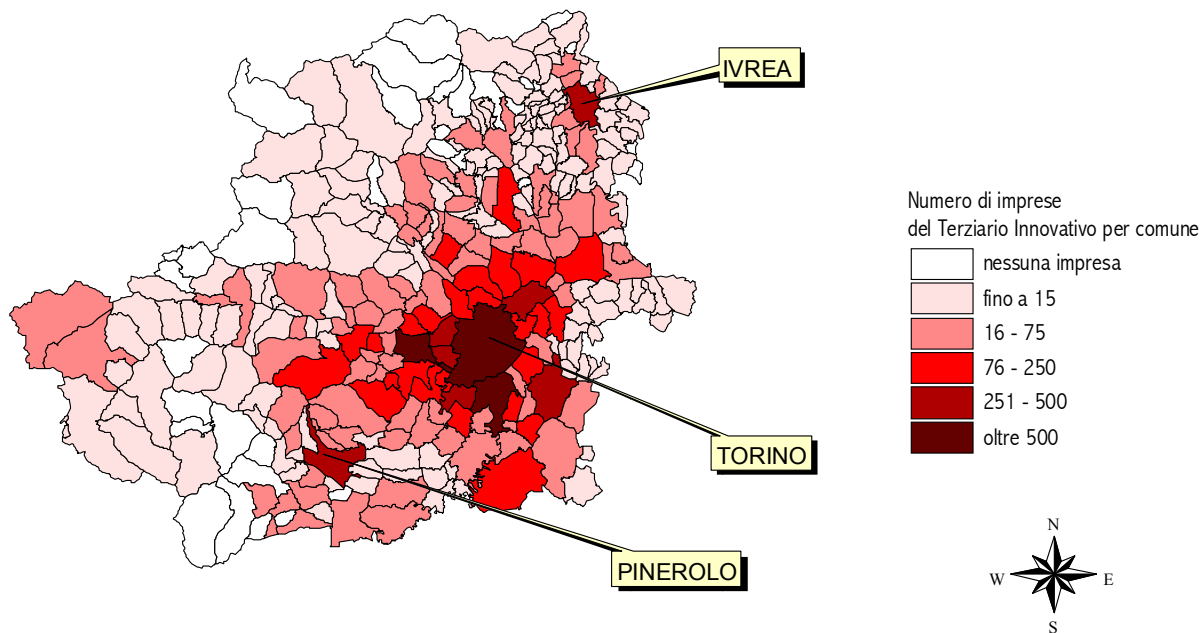 IVREA
Numero di imprese
del Terziario Innovativo per comune
nessuna impresa
fino a 15
16 - 75
76 - 250
251 - 500
oltre 500
TORINO
PINEROLO
N
W
E
S